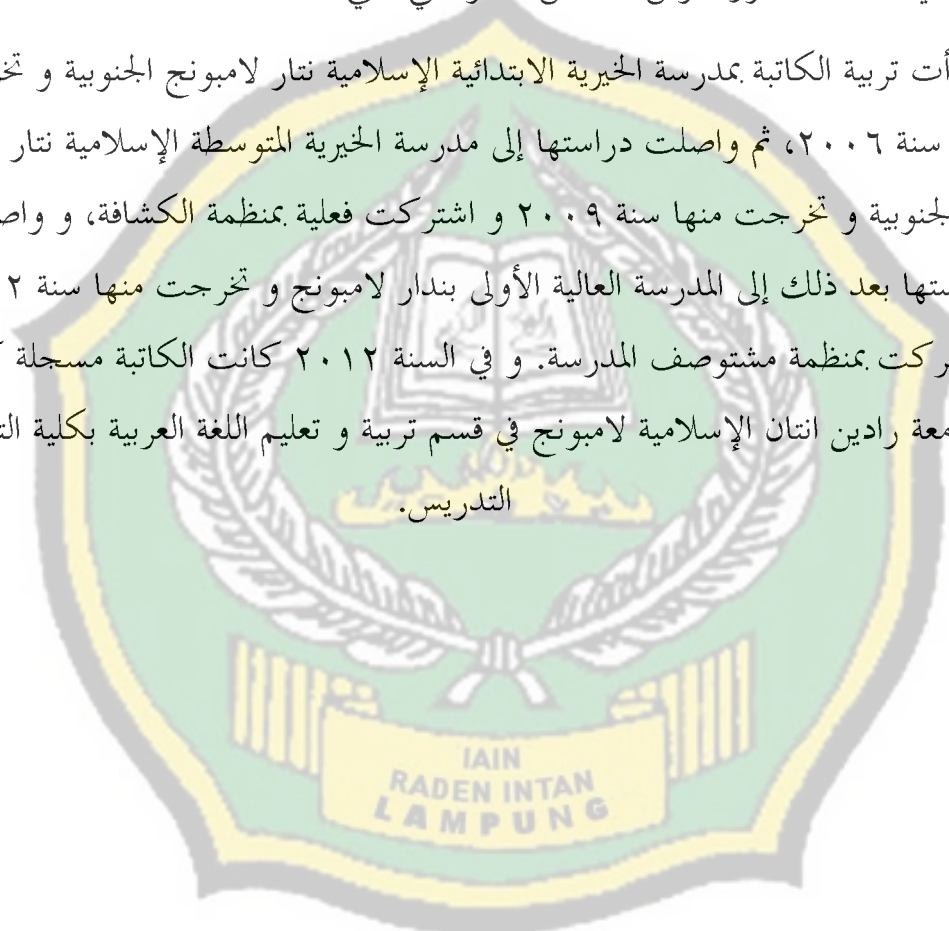 أت تربية الكاتبة بمدرسة الخيرية الابتدائية الإسلامية نتار لامبونج الجنوبية و تخر
سنة ٢٠٠٦، ثم واصلت دراستها إلى مدرسة الخيرية المتوسطة الإسلامية نتار
لجنوبية و تخرجت منها سنة ٢٠٠٩ و اشتركت فعلية بمنظمة الكشافة، و واص
ستها بعد ذلك إلى المدرسة العالية الأولى بندار لامبونج و تخرجت منها سنة ٢
ركت بمنظمة مشتوصف المدرسة. و في السنة ٢٠١٢ كانت الكاتبة مسجلة
معة رادين انتان الإسلامية لامبونج في قسم تربية و تعليم اللغة العربية بكلية الت
التدريس.
IAIN
RADEN INTAN
LAMPUNG